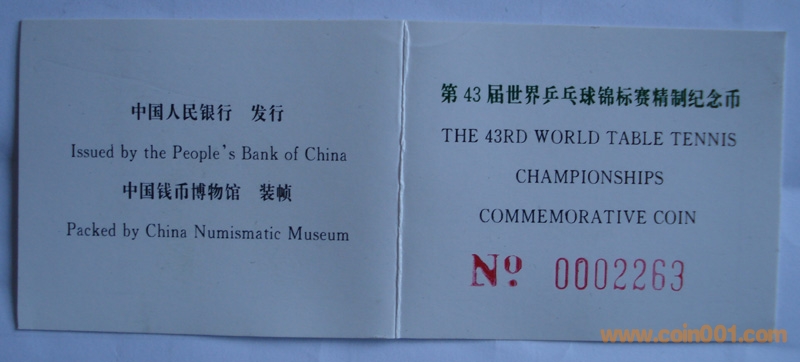 中国人民银行 发行
Issued by the People's Bank of China
中国钱币博物馆 装帧
Packed by China Numismatic Museum
第43届世界乒乓球锦标赛精制纪念币
THE 43RD WORLD TABLE TENNIS
CHAMPIONSHIPS
COMMEMORATIVE COIN
No 0002263
www.coin001.com